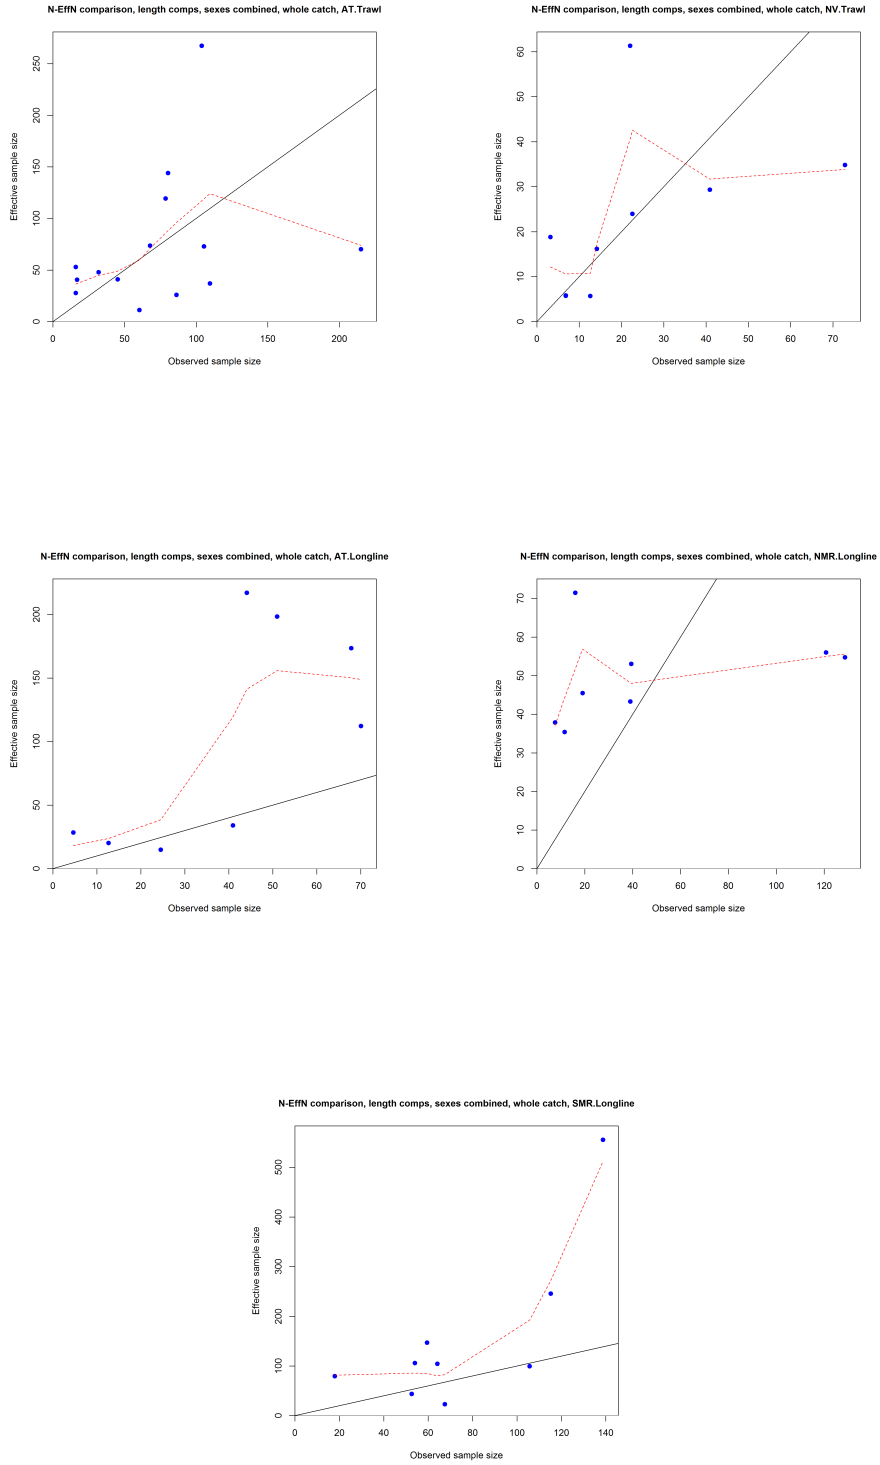 N-EffN comparison, length comps, sexes combined, whole catch, AT.Trawl
Effective sample size
250
200
150
100
50
0
0 50 100 150 200
Observed sample size
N-EffN comparison, length comps, sexes combined, whole catch, NV.Trawl
Effective sample size
60
50
40
30
20
10
0
0 10 20 30 40 50 60 70
Observed sample size
N-EffN comparison, length comps, sexes combined, whole catch, AT.Longline
Effective sample size
200
150
100
50
0
0 10 20 30 40 50 60 70
Observed sample size
N-EffN comparison, length comps, sexes combined, whole catch, NMR.Longline
Effective sample size
70
60
50
40
30
20
10
0
0 20 40 60 80 100 120
Observed sample size
N-EffN comparison, length comps, sexes combined, whole catch, SMR.Longline
Effective sample size
500
400
300
200
100
0
0 20 40 60 80 100 120 140
Observed sample size